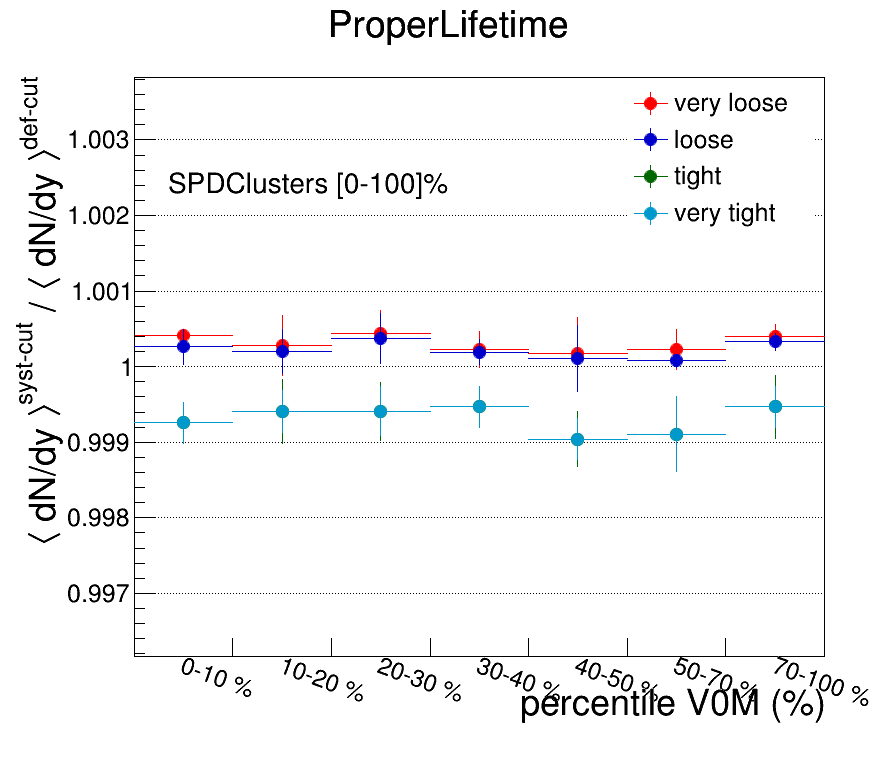 ProperLifetime
⟨ dN/dy ⟩^syst-cut / ⟨ dN/dy ⟩^def-cut
very loose
loose
tight
very tight
SPDClusters [0-100]%
1.003
1.002
1.001
1
0.999
0.998
0.997
0-10 %
10-20 %
20-30 %
30-40 %
40-50 %
50-70 %
70-100 %
percentile V0M (%)